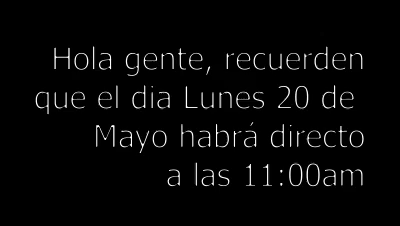 Hola gente, recuerden
que el dia Lunes 20 de
Mayo habrá directo
a las 11:00am